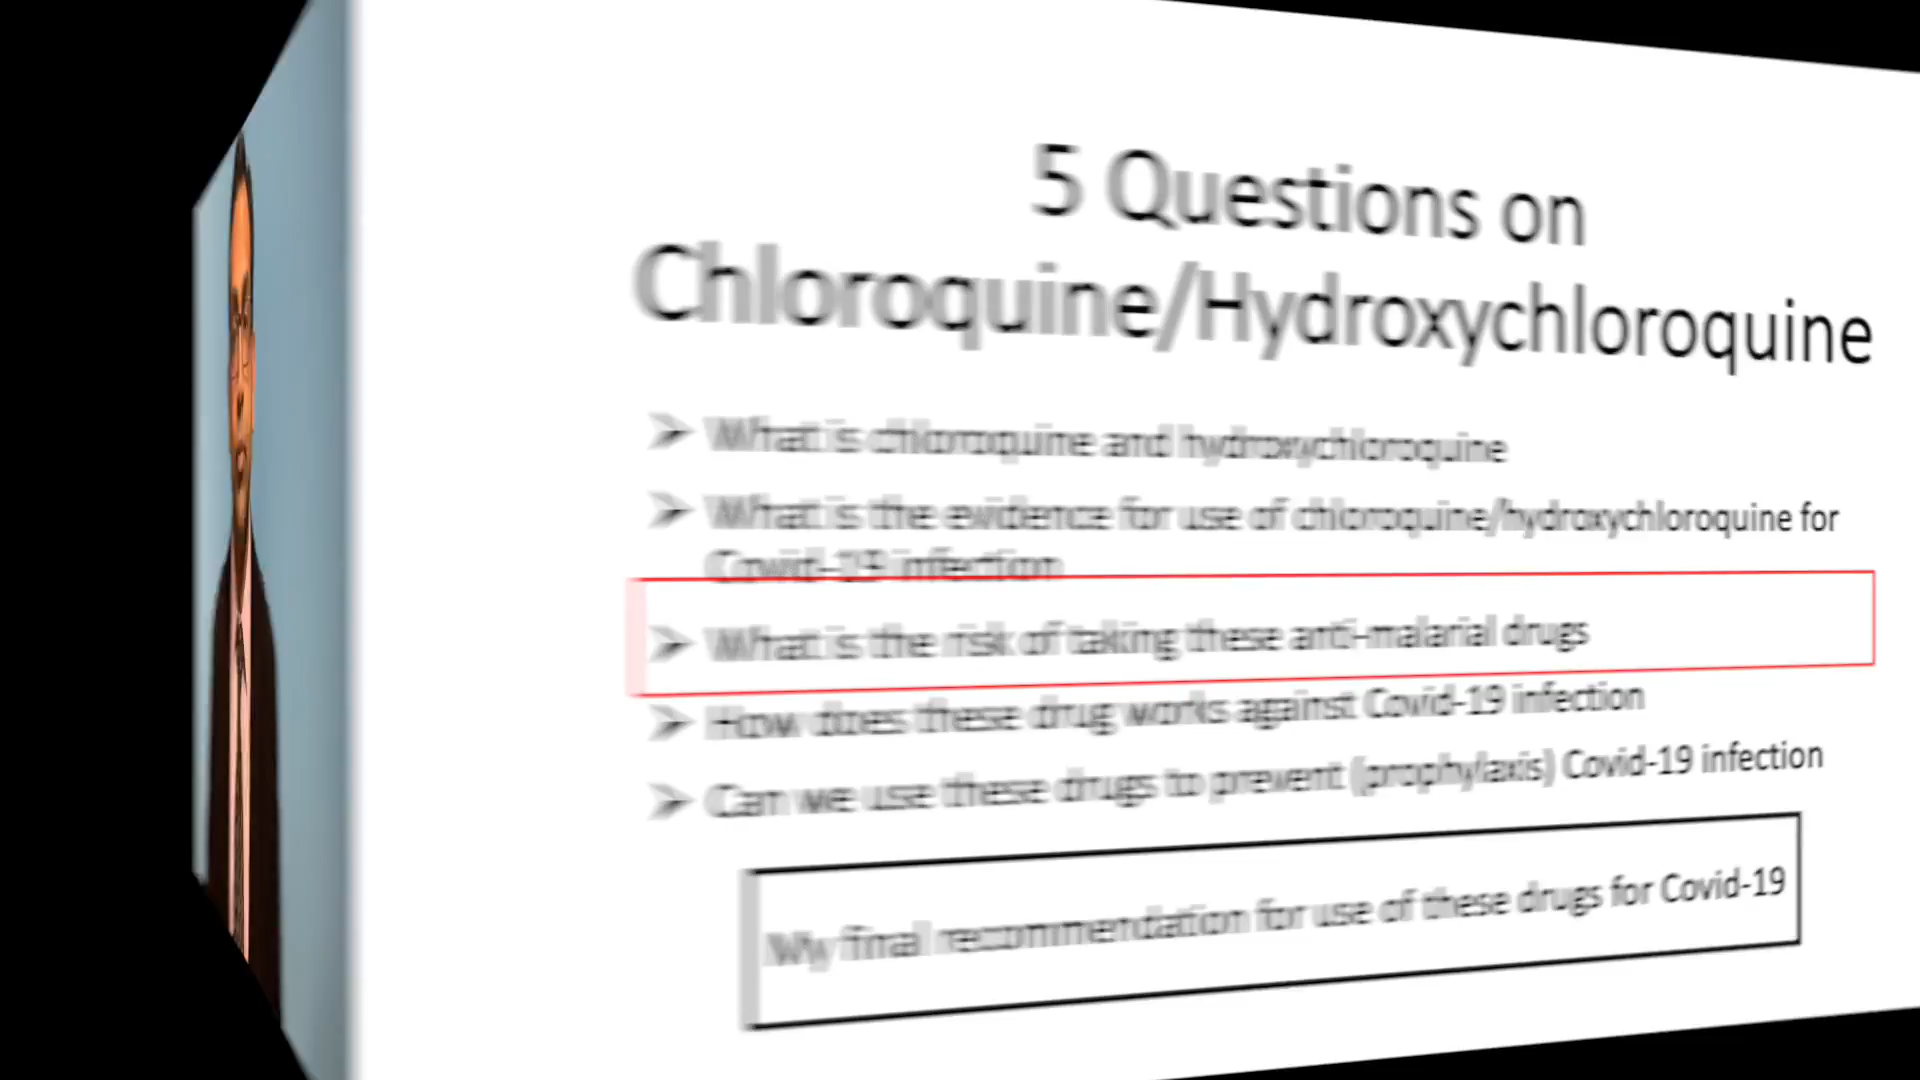 5 Questions on
Chloroquine/Hydroxychloroquine
What is chloroquine and hydroxychloroquine
What is the evidence for use of chloroquine/hydroxychloroquine for
Covid-19 infection
What is the risk of taking these anti-malarial drugs
How does these drug works against Covid-19 infection
Can we use these drugs to prevent (prophylaxis) Covid-19 infection
My final recommendation for use of these drugs for Covid-19